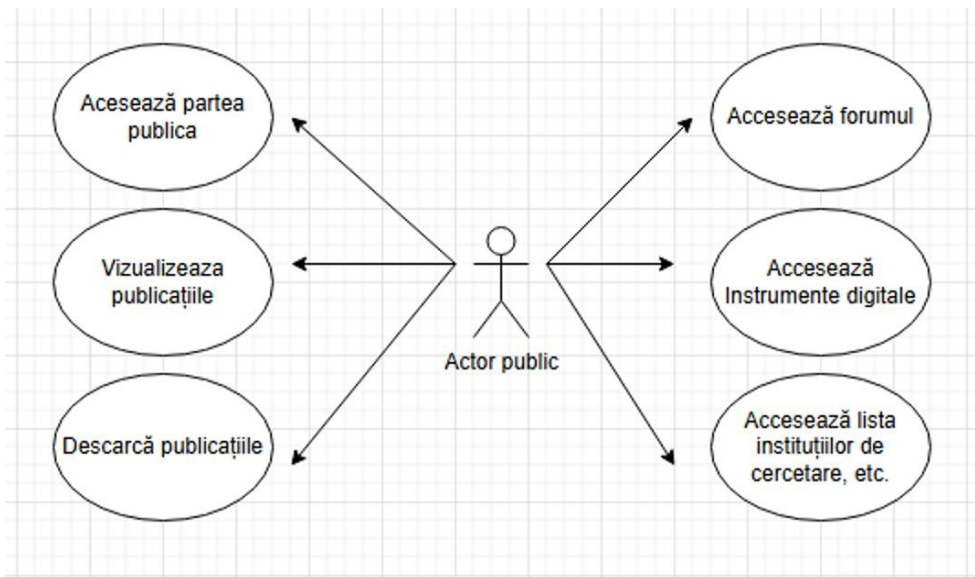 Acesează partea
publica
Vizualizeaza
publicațiile
Descarcă publicațiile
Actor public
Accesează forumul
Accesează
Instrumente digitale
Accesează lista
instituțiilor de
cercetare, etc.